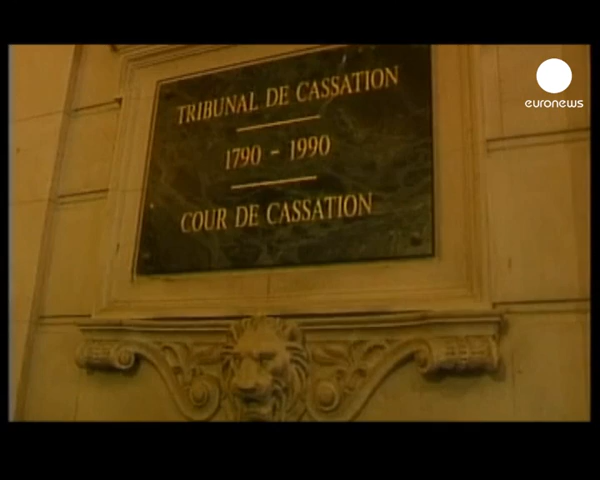 euronews
TRIBUNAL DE CASSATION
1790 - 1990
COUR DE CASSATION